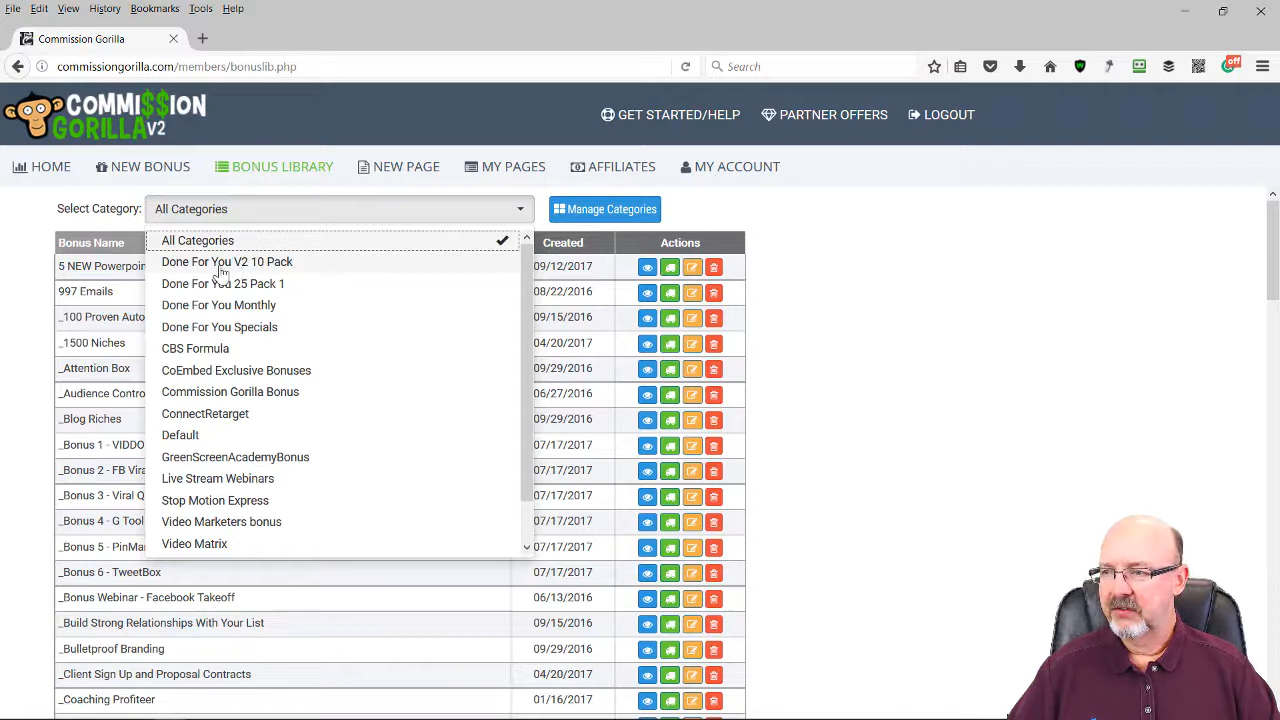 File Edit View History Bookmarks Tools Help
Commission Gorilla
commissiongorilla.com/members/bonuslib.php
Search
off
COMMI$$ION
GORILLA V2
GET STARTED/HELP PARTNER OFFERS LOGOUT
HOME NEW BONUS BONUS LIBRARY NEW PAGE MY PAGES AFFILIATES MY ACCOUNT
Select Category: All Categories Manage Categories
Bonus Name Created Actions
All Categories
Done For You V2 10 Pack
Done For You 25 Pack 1
Done For You Monthly
Done For You Specials
CBS Formula
CoEmbed Exclusive Bonuses
Commission Gorilla Bonus
ConnectRetarget
Default
GreenScreenAcademyBonus
Live Stream Webinars
Stop Motion Express
Video Marketers bonus
Video Matrix
5 NEW Powerpoin 09/12/2017
997 Emails 08/22/2016
_100 Proven Auto 09/15/2016
_1500 Niches 04/20/2017
_Attention Box 09/29/2016
_Audience Contro 06/27/2016
_Blog Riches 09/29/2016
_Bonus 1 - VIDDO 07/17/2017
_Bonus 2 - FB Vira 07/17/2017
_Bonus 3 - Viral Q 07/17/2017
_Bonus 4 - G Tool 07/17/2017
_Bonus 5 - PinMar 07/17/2017
_Bonus 6 - TweetBox 07/17/2017
_Bonus Webinar - Facebook Takeoff 06/13/2016
_Build Strong Relationships With Your List 09/15/2016
_Bulletproof Branding 09/29/2016
_Client Sign Up and Proposal Contracts 04/20/2017
_Coaching Profiteer 01/16/2017